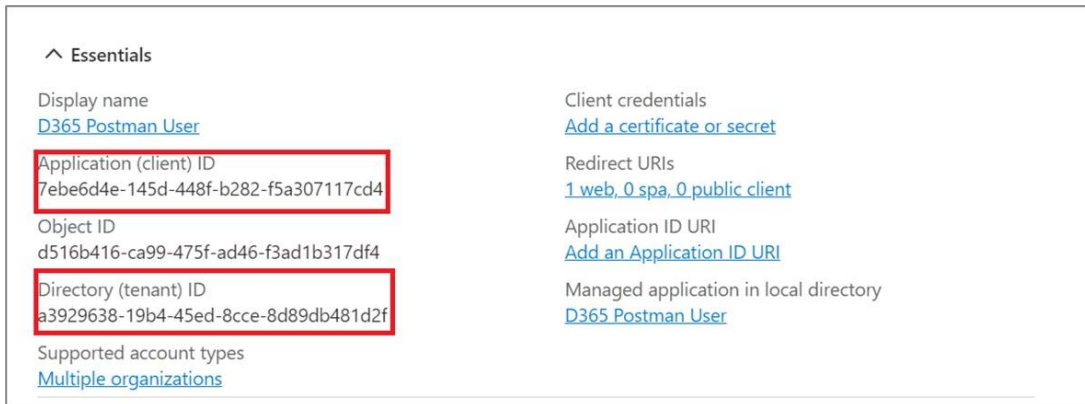 Essentials
Display name
D365 Postman User
Application (client) ID
7ebe6d4e-145d-448f-b282-f5a307117cd4
Object ID
d516b416-ca99-475f-ad46-f3ad1b317df4
Directory (tenant) ID
a3929638-19b4-45ed-8cce-8d89db481d2f
Supported account types
Multiple organizations
Client credentials
Add a certificate or secret
Redirect URIs
1 web, 0 spa, 0 public client
Application ID URI
Add an Application ID URI
Managed application in local directory
D365 Postman User